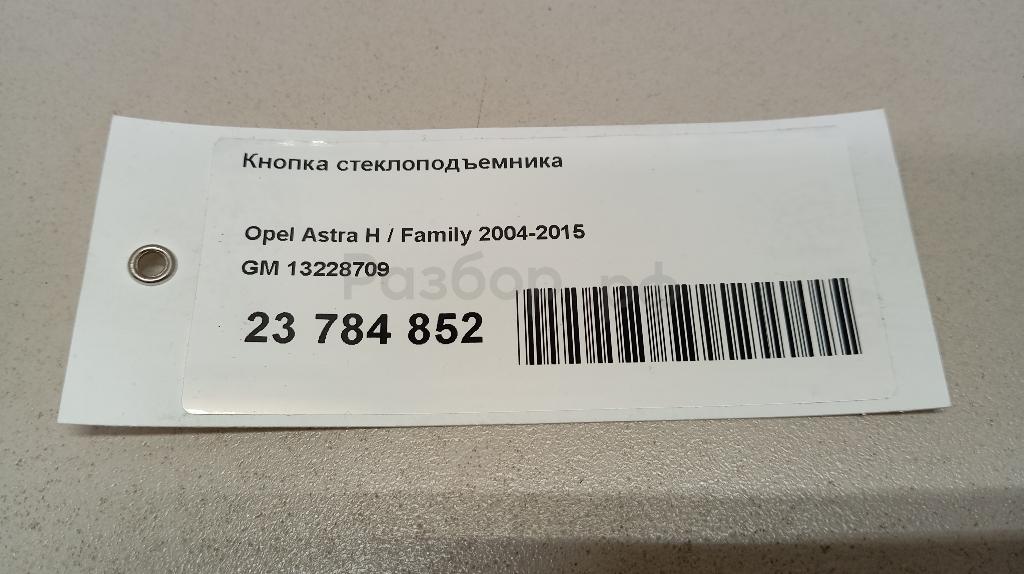 Кнопка стеклоподъемника
Opel Astra H / Family 2004-2015
GM 13228709
Разбор.рф
23 784 852